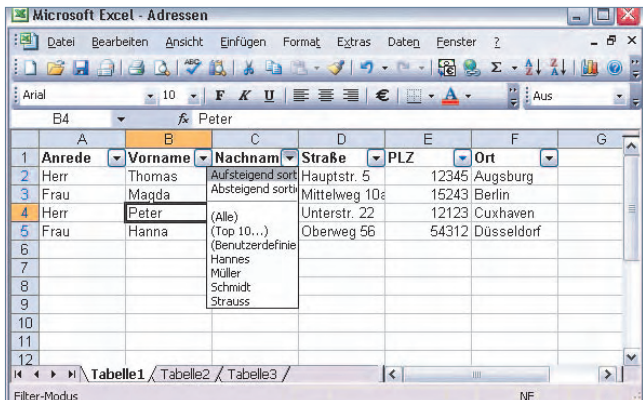 Microsoft Excel - Adressen
Datei Bearbeiten Ansicht Einfügen Format Extras Daten Fenster ?
Arial 10 F K U € A Aus
B4 fx Peter
A B C D E F G
1 Anrede Vorname Nachnam Straße PLZ Ort
2 Herr Thomas Aufsteigend sort Hauptstr. 5 12345 Augsburg
3 Frau Magda Absteigend sortie Mittelweg 10a 15243 Berlin
4 Herr Peter (Alle) Unterstr. 22 12123 Cuxhaven
5 Frau Hanna (Top 10...) Oberweg 56 54312 Düsseldorf
6 (Benutzerdefinie
7 Hannes
Müller
8 Schmidt
9 Strauss
10
11
12
Tabelle1 Tabelle2 Tabelle3
Filter-Modus NF